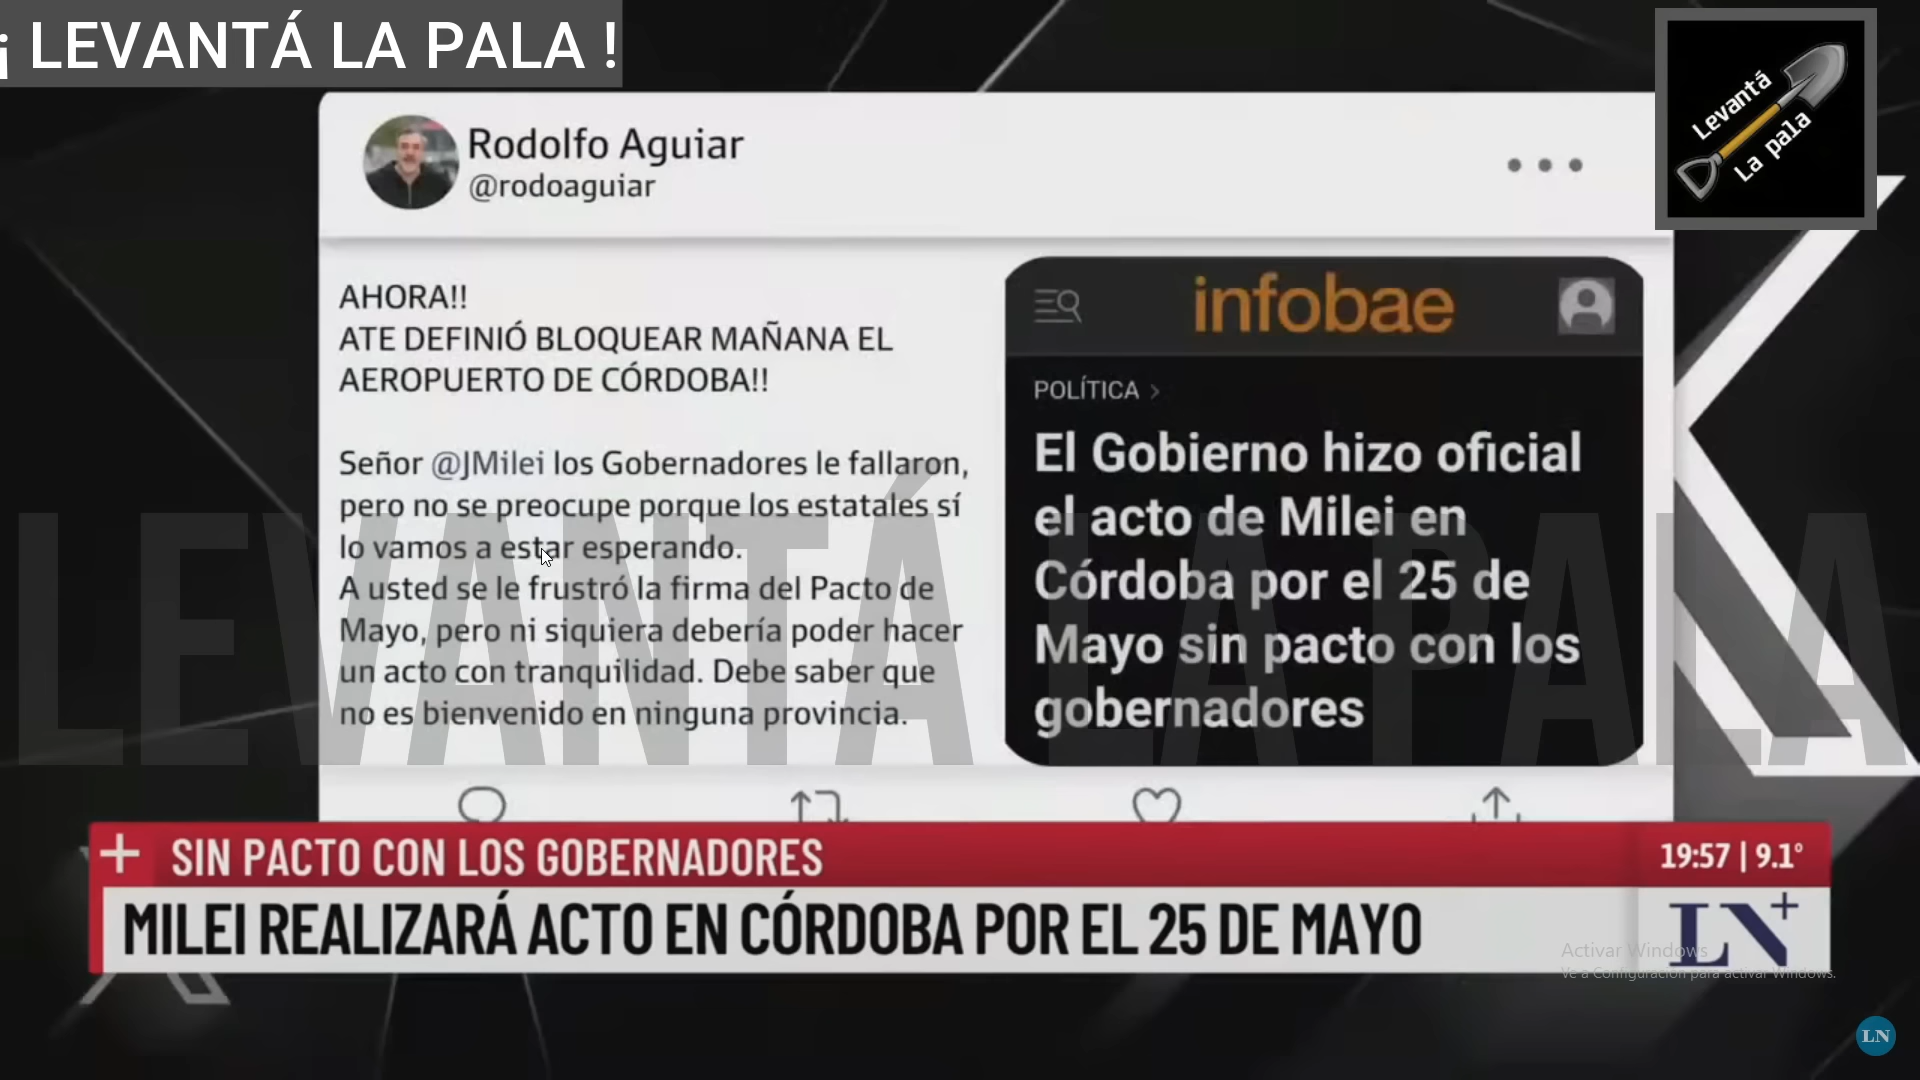 ¡ LEVANTÁ LA PALA !
Levantá
La pala
Rodolfo Aguiar
@rodoaguiar
AHORA!!
ATE DEFINIÓ BLOQUEAR MAÑANA EL
AEROPUERTO DE CÓRDOBA!!
Señor @JMilei los Gobernadores le fallaron,
pero no se preocupe porque los estatales sí
lo vamos a estar esperando.
A usted se le frustró la firma del Pacto de
Mayo, pero ni siquiera debería poder hacer
un acto con tranquilidad. Debe saber que
no es bienvenido en ninguna provincia.
infobae
POLÍTICA >
El Gobierno hizo oficial
el acto de Milei en
Córdoba por el 25 de
Mayo sin pacto con los
gobernadores
LEVANTÁ LA PALA
SIN PACTO CON LOS GOBERNADORES
19:57 | 9.1°
MILEI REALIZARÁ ACTO EN CÓRDOBA POR EL 25 DE MAYO
LN+
Activar Windows
Ve a Configuración para activar Windows.
LN